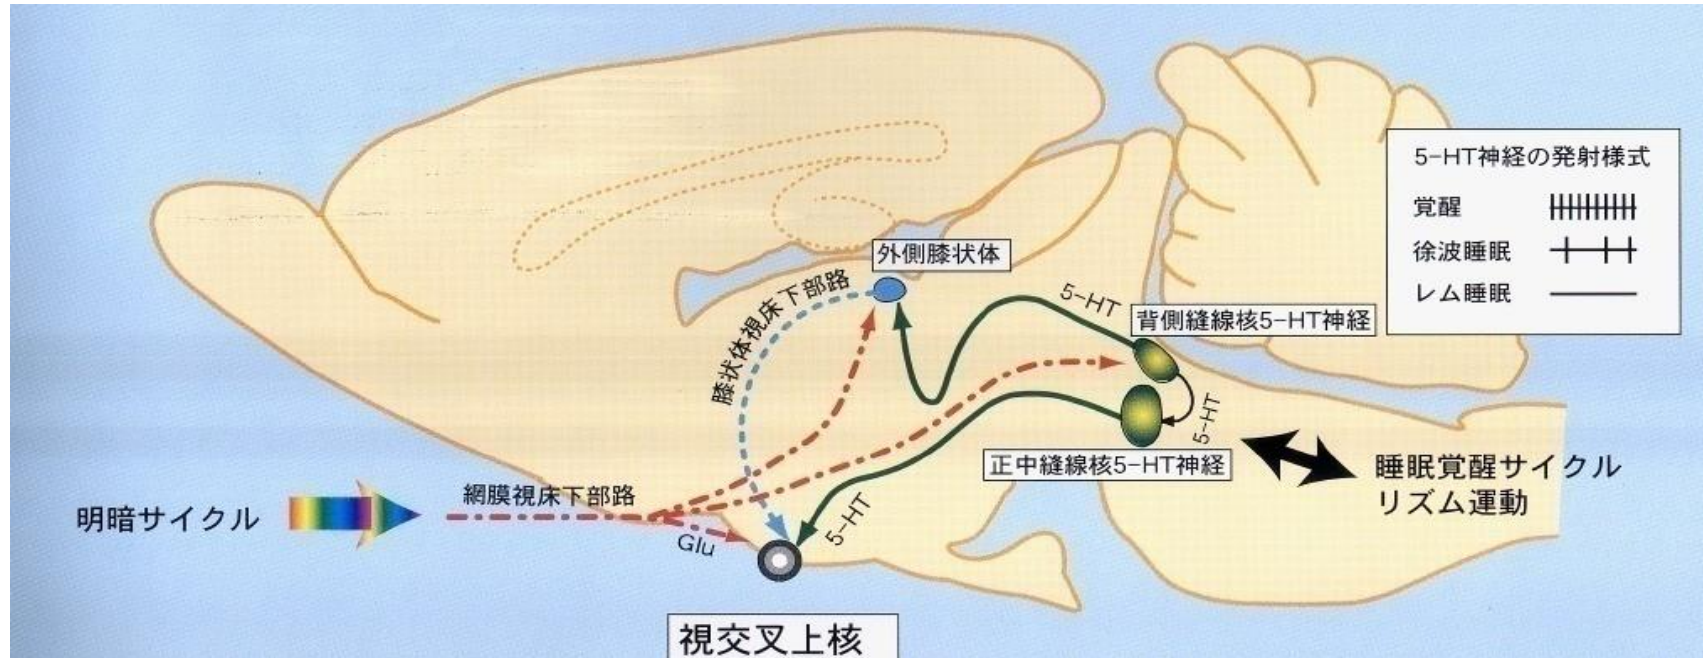 5-HT神経の発射様式
覚醒
徐波睡眠
レム睡眠
外側膝状体
膝状体視床下部路
5-HT
背側縫線核5-HT神経
5-HT
正中縫線核5-HT神経
睡眠覚醒サイクル
リズム運動
明暗サイクル
網膜視床下部路
Glu
5-HT
視交叉上核